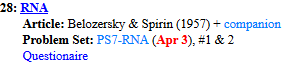 28: RNA
Article: Belozersky & Spirin (1957) + companion
Problem Set: PS7-RNA (Apr 3), #1 & 2
Questionaire